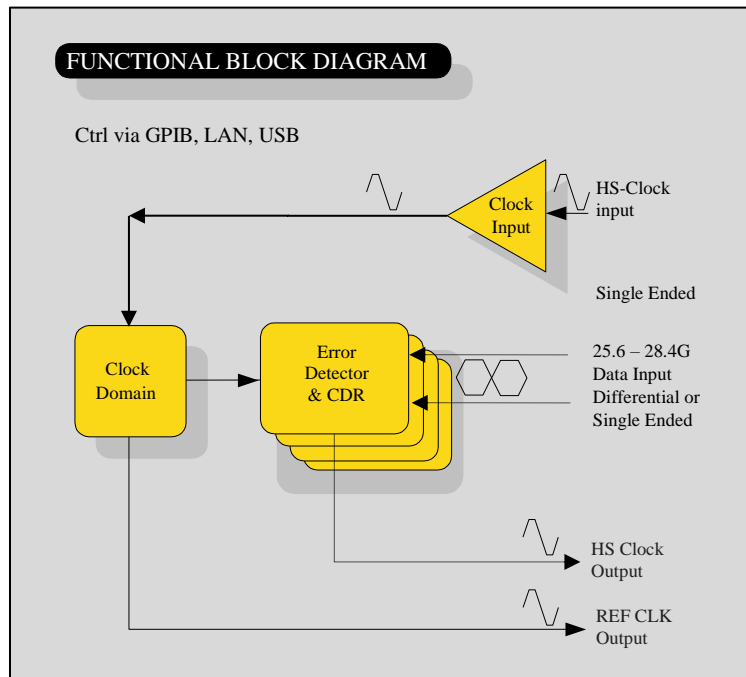 FUNCTIONAL BLOCK DIAGRAM
Ctrl via GPIB, LAN, USB
Clock
Input
HS-Clock
input
Single Ended
Clock
Domain
Error
Detector
& CDR
25.6 – 28.4G
Data Input
Differential or
Single Ended
HS Clock
Output
REF CLK
Output